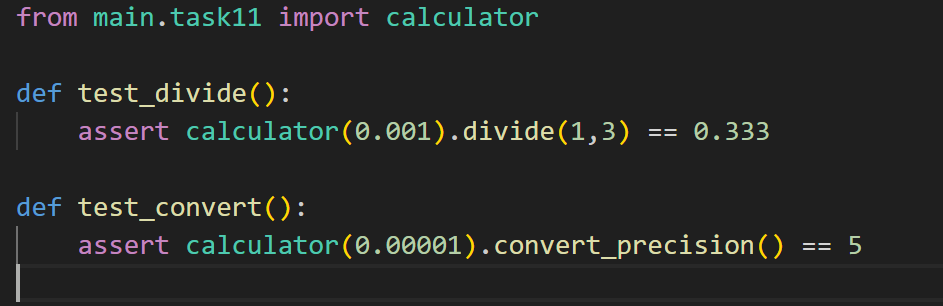 from main.task11 import calculator
def test_divide():
assert calculator(0.001).divide(1,3) == 0.333
def test_convert():
assert calculator(0.00001).convert_precision() == 5